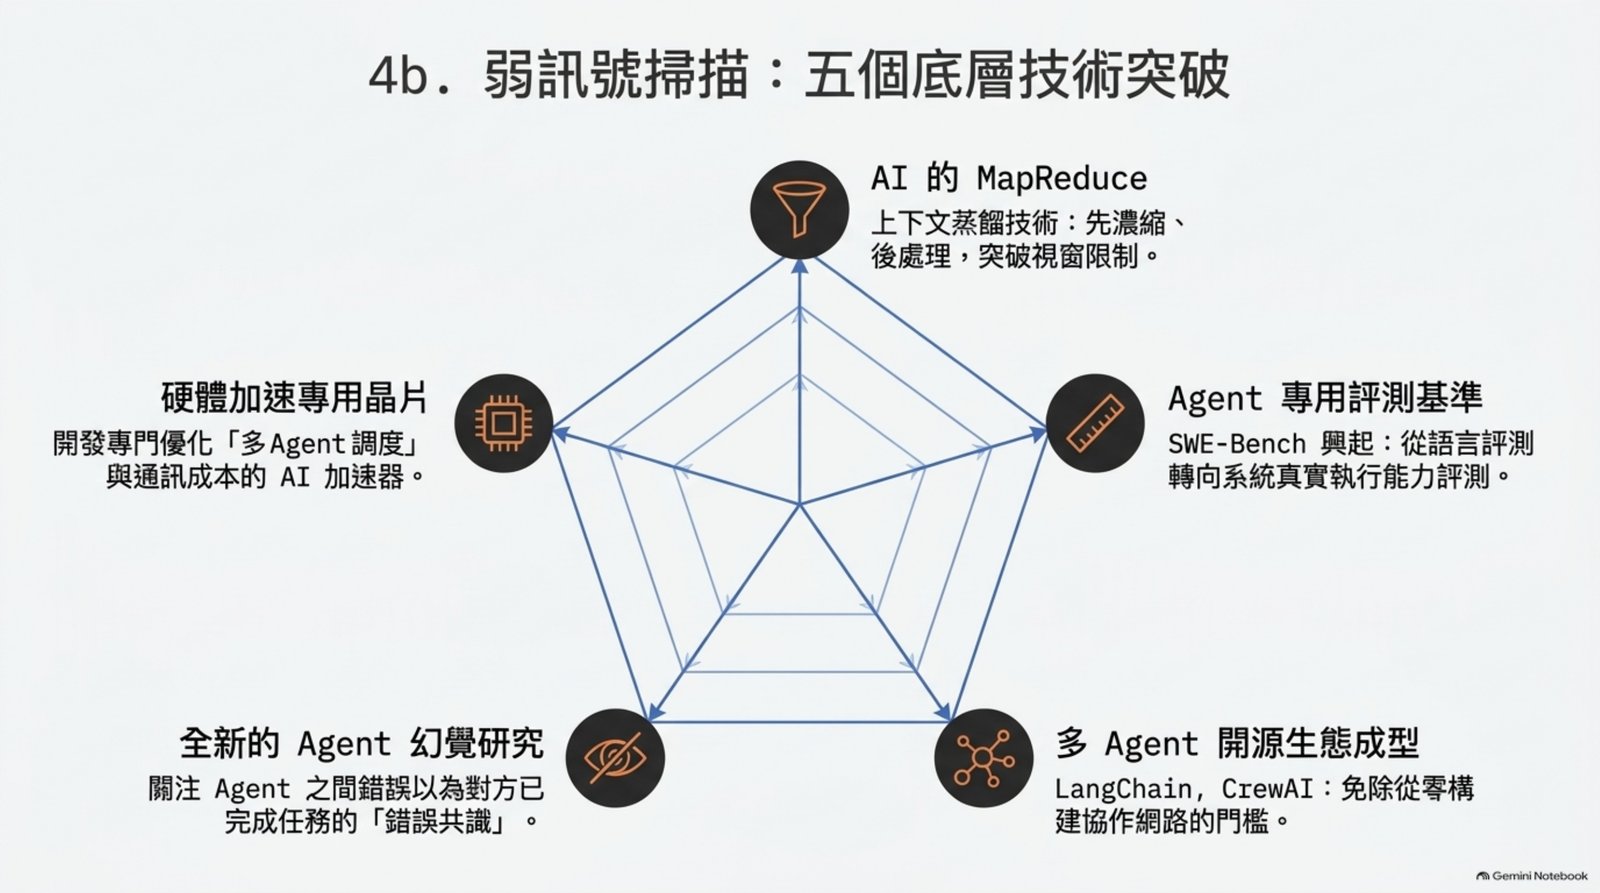 4b. 弱訊號掃描：五個底層技術突破
AI 的 MapReduce
上下文蒸餾技術：先濃縮、
後處理，突破視窗限制。
硬體加速專用晶片
開發專門優化「多Agent調度」
與通訊成本的 AI 加速器。
Agent 專用評測基準
SWE-Bench 興起：從語言評測
轉向系統真實執行能力評測。
全新的 Agent 幻覺研究
關注 Agent 之間錯誤以為對方已
完成任務的「錯誤共識」。
多 Agent 開源生態成型
LangChain, CrewAI：免除從零構
建協作網路的門檻。
Gemini Notebook